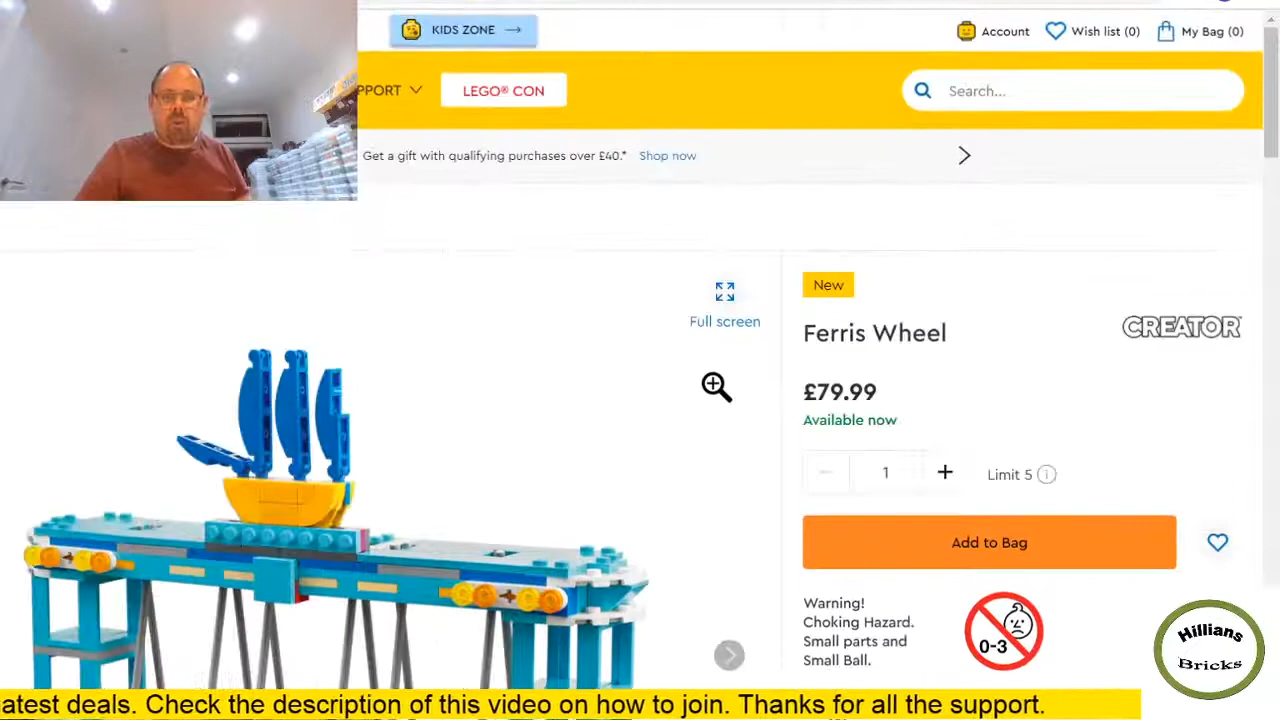 KIDS ZONE
Account
Wish list (0)
My Bag (0)
PPORT
LEGO® CON
Search...
Get a gift with qualifying purchases over £40.* Shop now
New
Full screen
Ferris Wheel
CREATOR
£79.99
Available now
1
Limit 5
Add to Bag
Warning!
Choking Hazard.
Small parts and
Small Ball.
0-3
Hillians
Bricks
atest deals. Check the description of this video on how to join. Thanks for all the support.